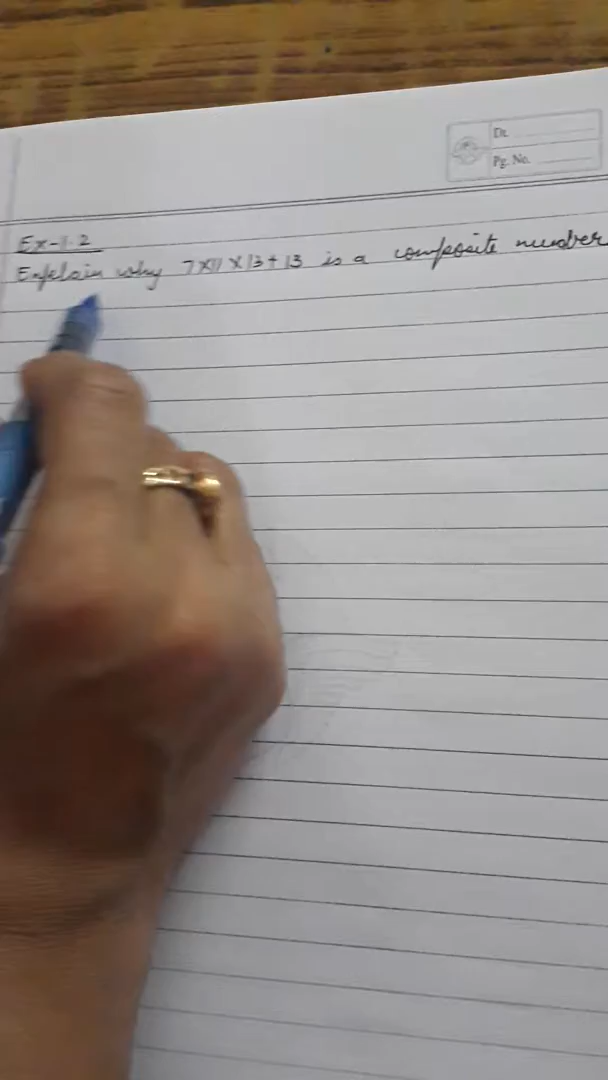 Dt.
Pg. No.
Ex-1.2
Explain why 7×11×13+13 is a composite number